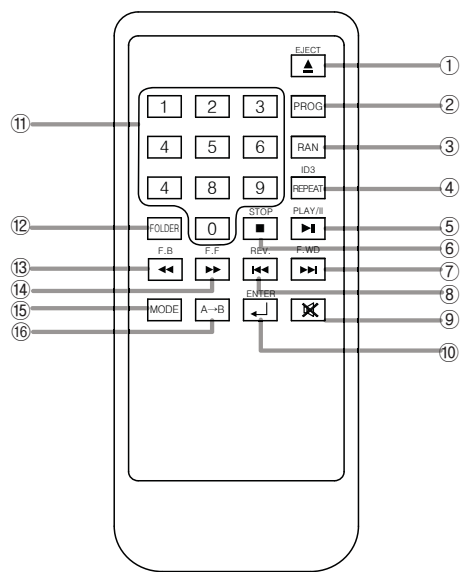 EJECT
①
PROG
②
⑪
1 2 3
RAN
③
4 5 6
ID3
REPEAT
④
4 8 9
⑫
FOLDER
0
STOP
PLAY/II
⑤
⑥
F.B
F.F
REV.
F.WD
⑬
⑦
⑭
⑧
MODE
A→B
ENTER
⑮
⑨
⑯
⑩